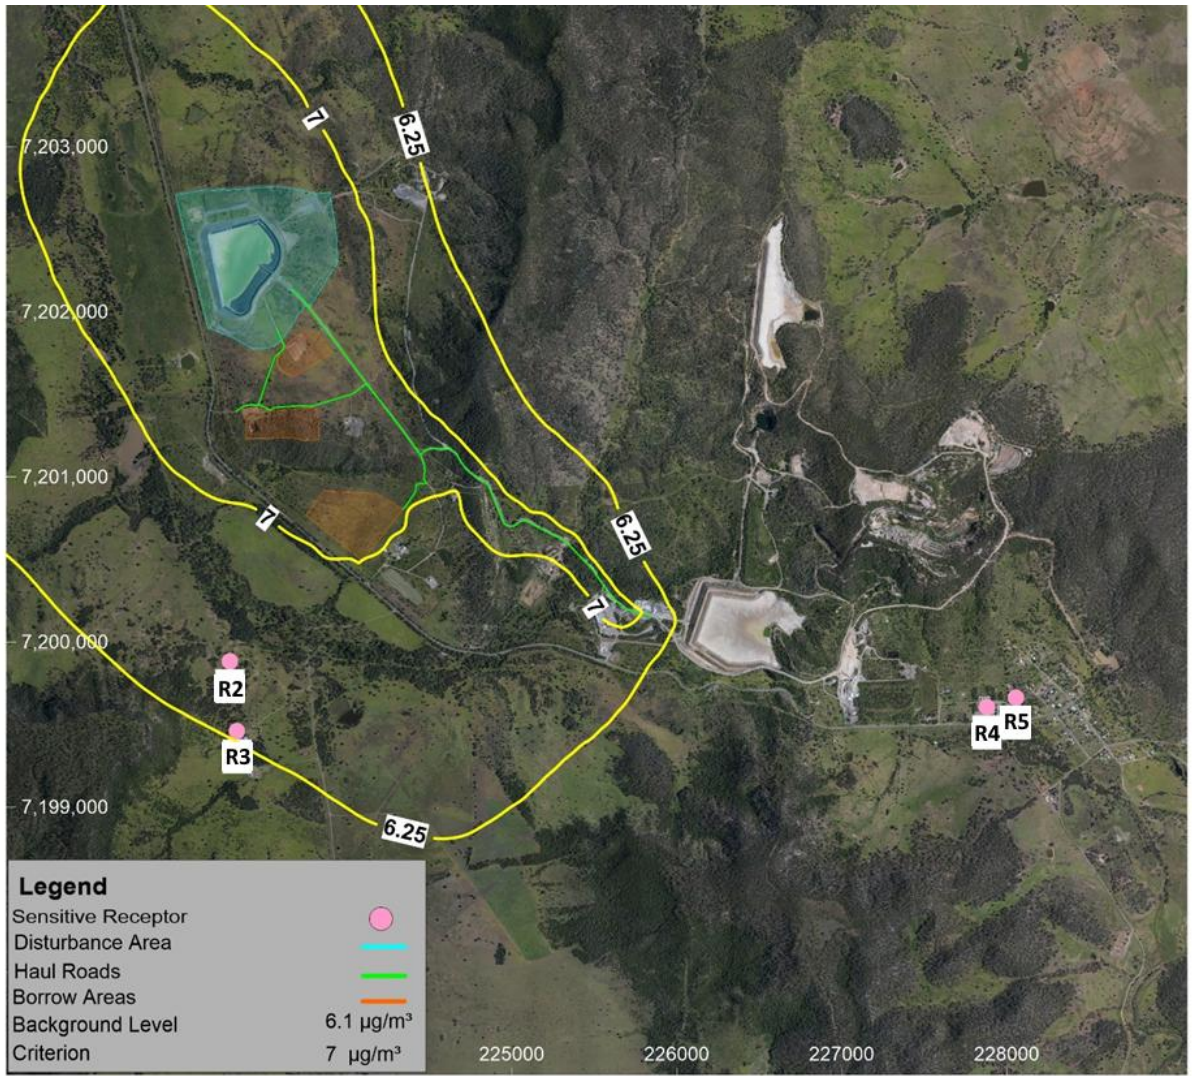 7
6.25
7,203,000
7,202,000
7,201,000
7
6.25
7
7,200,000
R2
R3
R4
R5
7,199,000
6.25
Legend
Sensitive Receptor
Disturbance Area
Haul Roads
Borrow Areas
Background Level 6.1 µg/m³
Criterion 7 µg/m³
225000 226000 227000 228000